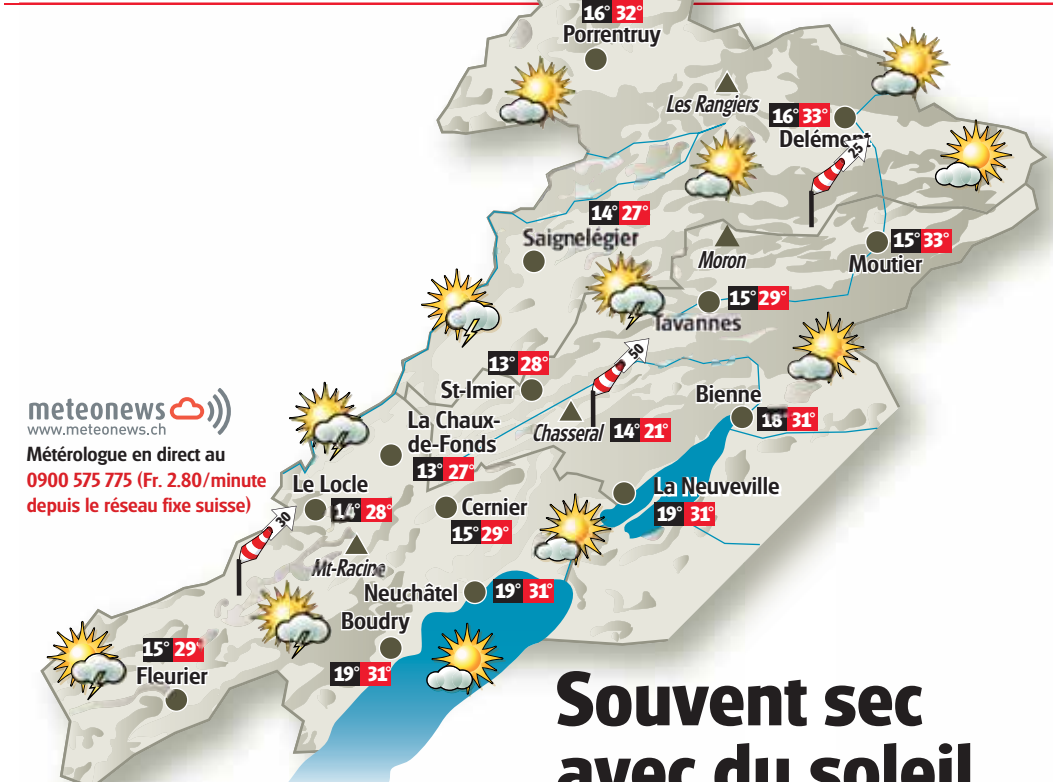 16° 32°
Porrentruy
Les Rangiers
16° 33°
Delémont
25
14° 27°
Saignelégier
Moron
15° 33°
Moutier
15° 29°
Tavannes
50
13° 28°
St-Imier
Bienne
18° 31°
Chasseral 14° 21°
La Chaux-
de-Fonds
13° 27°
meteonews
www.meteonews.ch
Météorologue en direct au
0900 575 775 (Fr. 2.80/minute
depuis le réseau fixe suisse)
Le Locle
14° 28°
30
Cernier
15° 29°
La Neuveville
19° 31°
Mt-Racine
Neuchâtel 19° 31°
Boudry
19° 31°
15° 29°
Fleurier
Souvent sec
avec du soleil